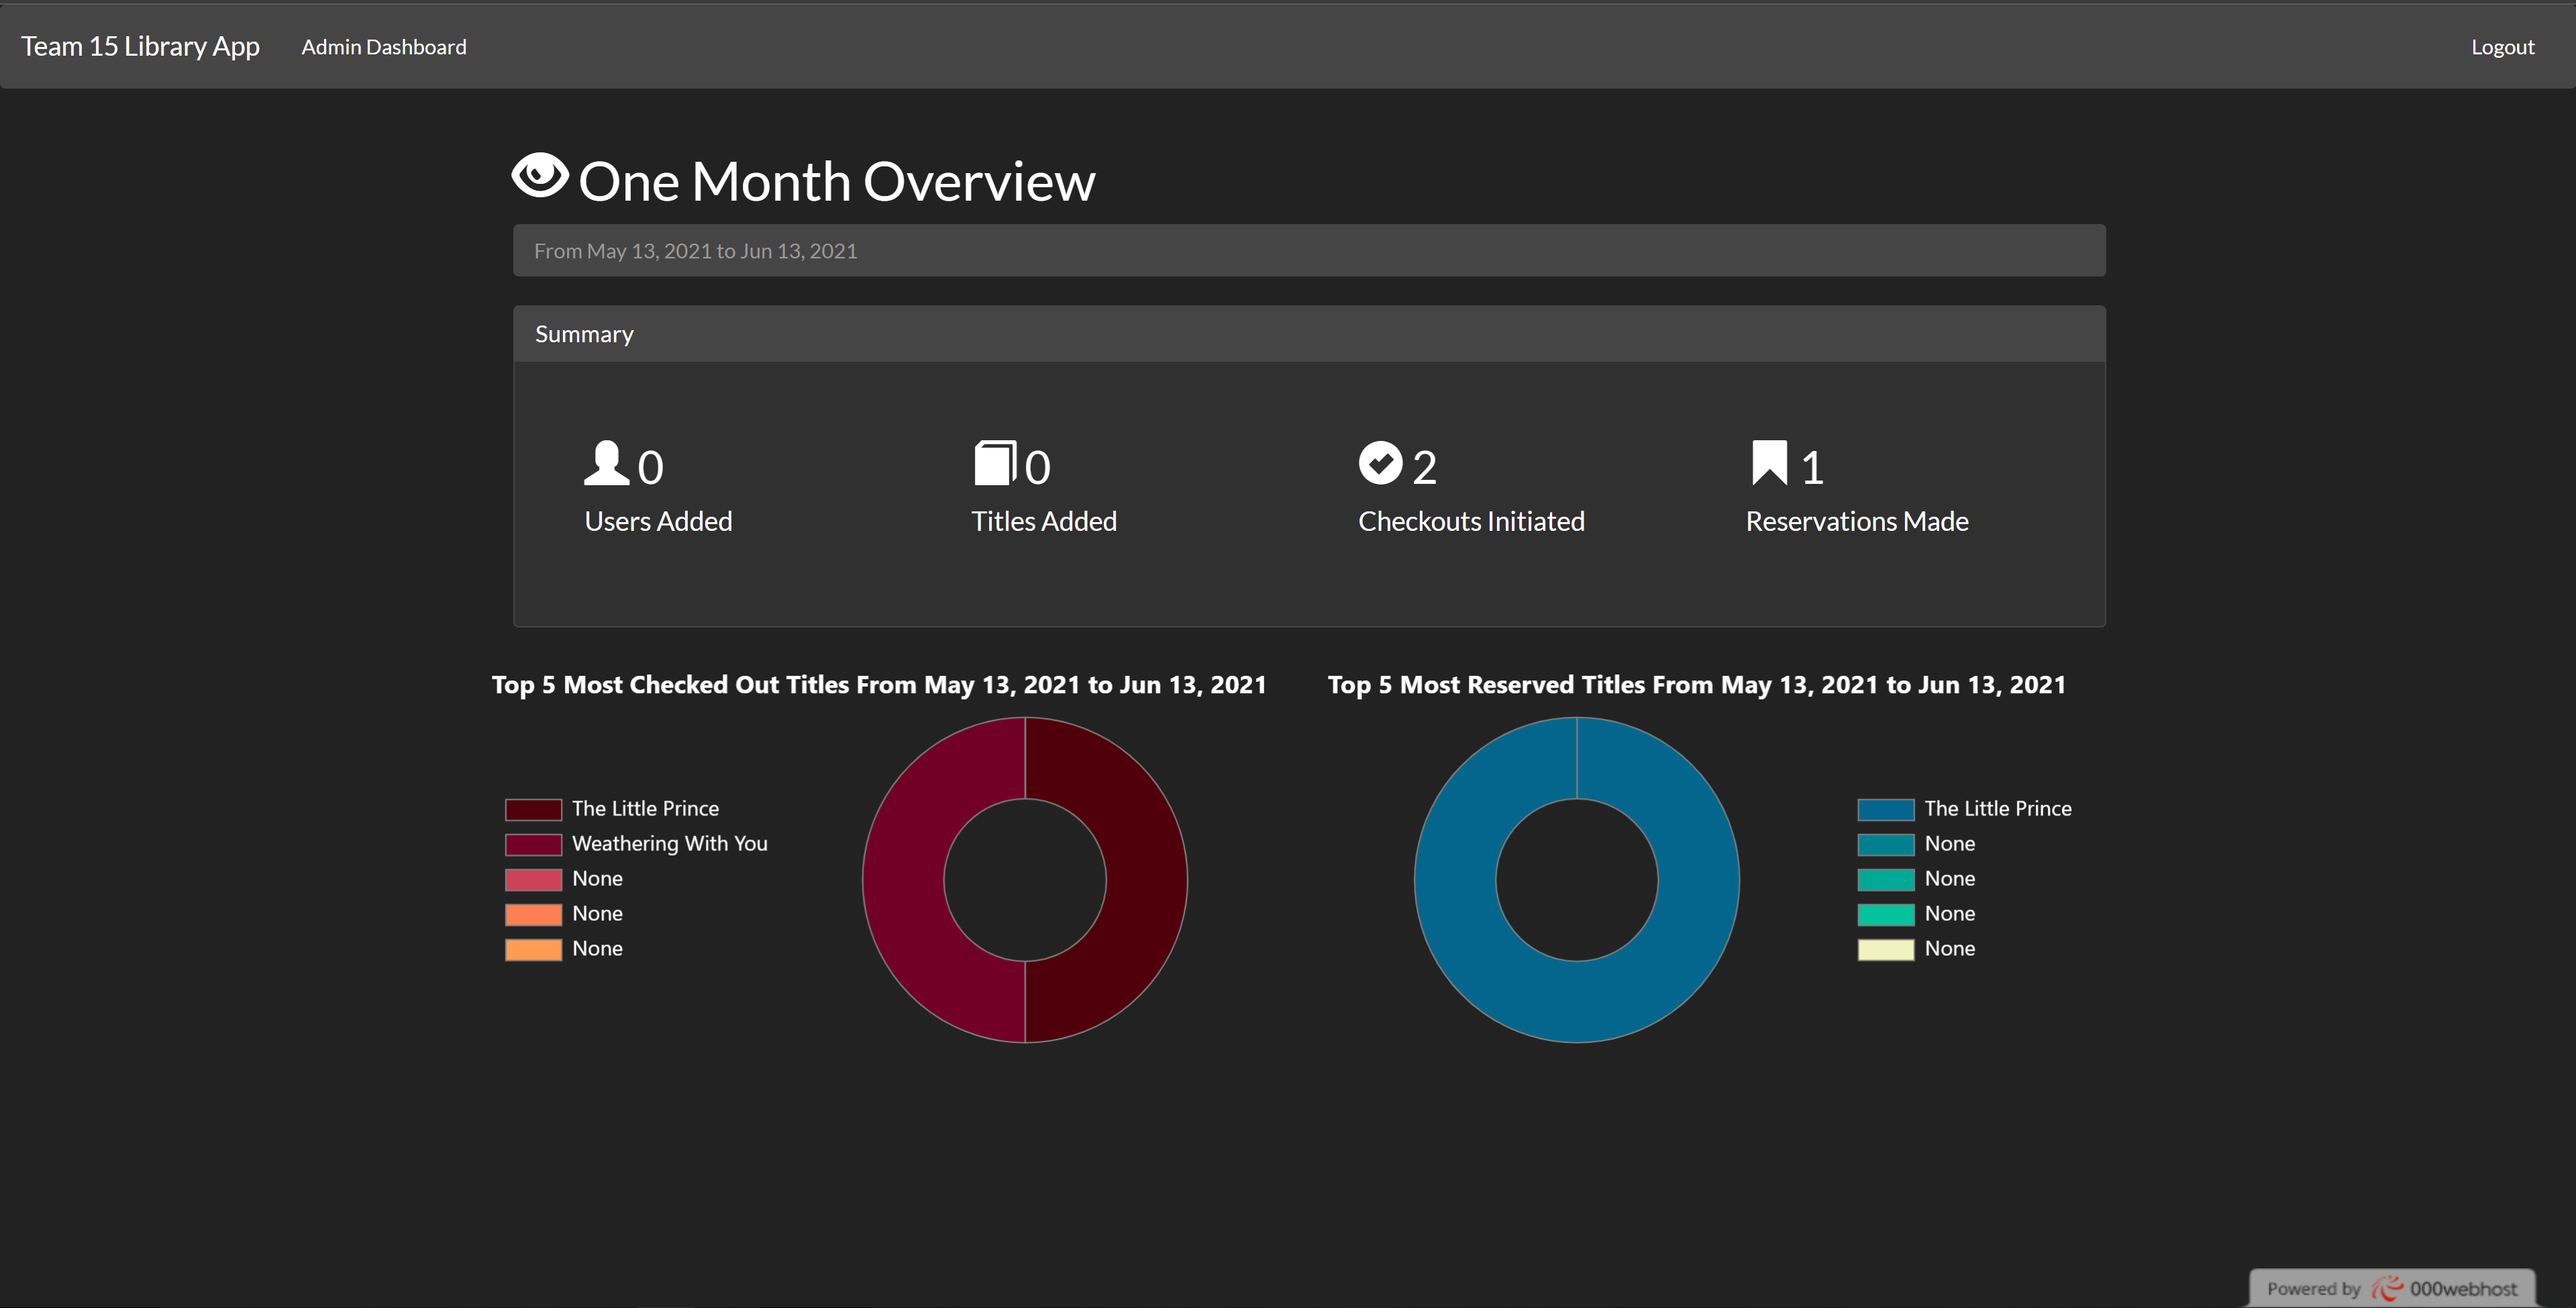 Team 15 Library App Admin Dashboard Logout
One Month Overview
From May 13, 2021 to Jun 13, 2021
Summary
0 0 2 1
Users Added Titles Added Checkouts Initiated Reservations Made
Top 5 Most Checked Out Titles From May 13, 2021 to Jun 13, 2021
The Little Prince
Weathering With You
None
None
None
Top 5 Most Reserved Titles From May 13, 2021 to Jun 13, 2021
The Little Prince
None
None
None
None
Powered by 000webhost